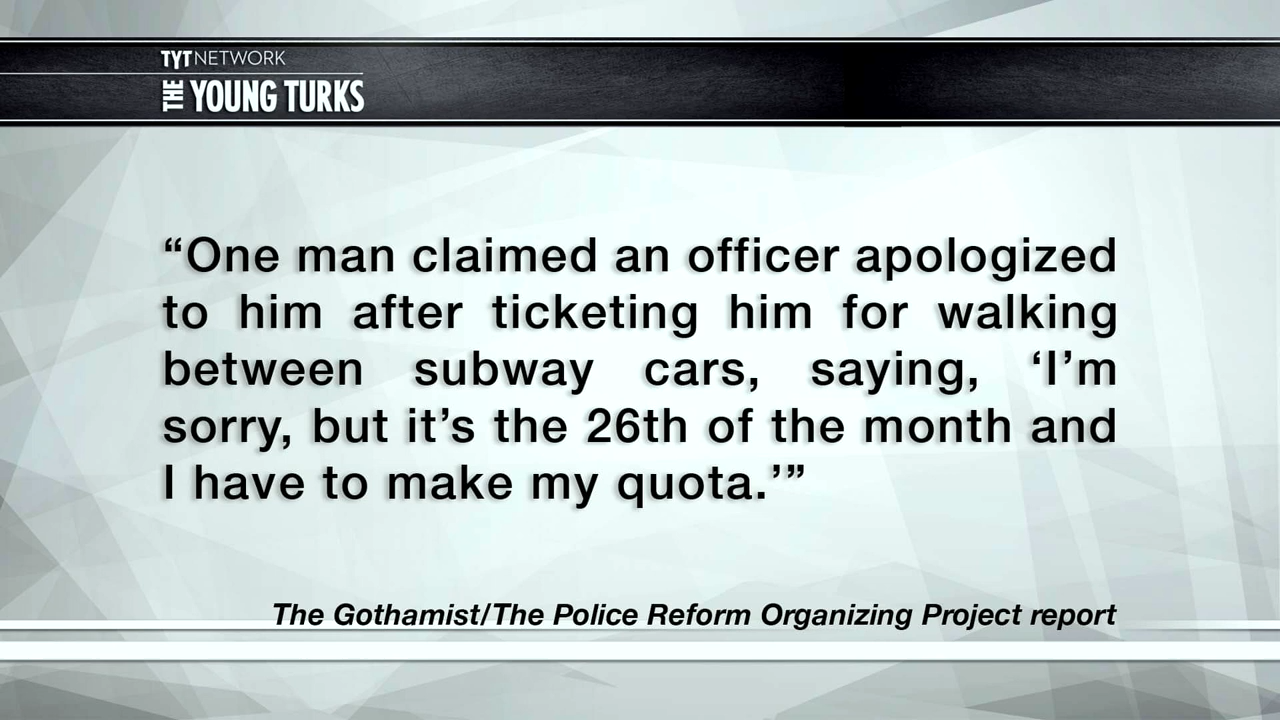 TYT NETWORK
THE YOUNG TURKS
“One man claimed an officer apologized
to him after ticketing him for walking
between subway cars, saying, ‘I’m
sorry, but it’s the 26th of the month and
I have to make my quota.’”
The Gothamist/The Police Reform Organizing Project report